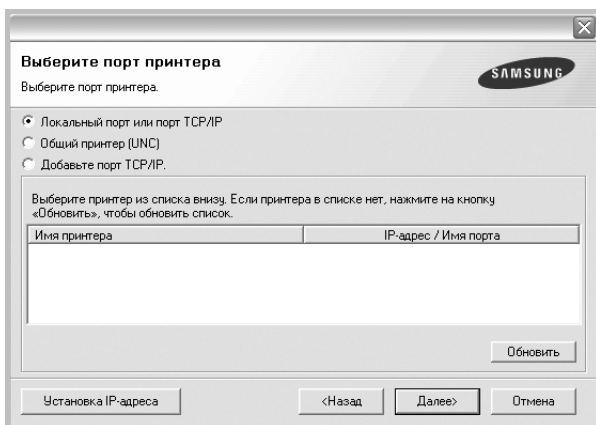 Выберите порт принтера
Выберите порт принтера.
SAMSUNG
Локальный порт или порт TCP/IP
Общий принтер (UNC)
Добавьте порт TCP/IP.
Выберите принтер из списка внизу. Если принтера в списке нет, нажмите на кнопку
«Обновить», чтобы обновить список.
Имя принтера IP-адрес / Имя порта
Обновить
Установка IP-адреса <Назад Далее> Отмена